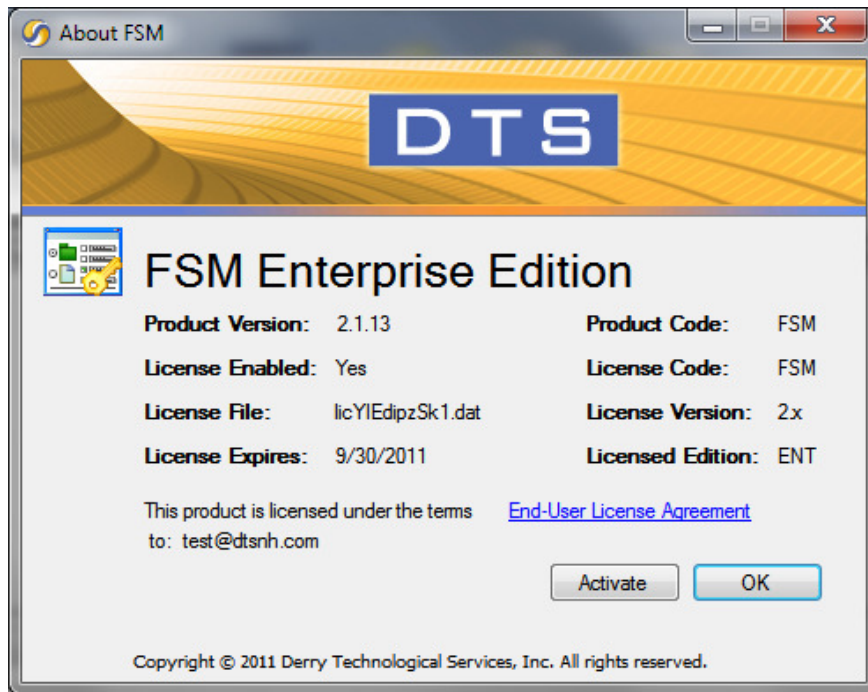 About FSM
DTS
FSM Enterprise Edition
Product Version: 2.1.13 Product Code: FSM
License Enabled: Yes License Code: FSM
License File: licYlEdipzSk1.dat License Version: 2.x
License Expires: 9/30/2011 Licensed Edition: ENT
This product is licensed under the terms End-User License Agreement
to: test@dtsnh.com
Activate OK
Copyright © 2011 Derry Technological Services, Inc. All rights reserved.